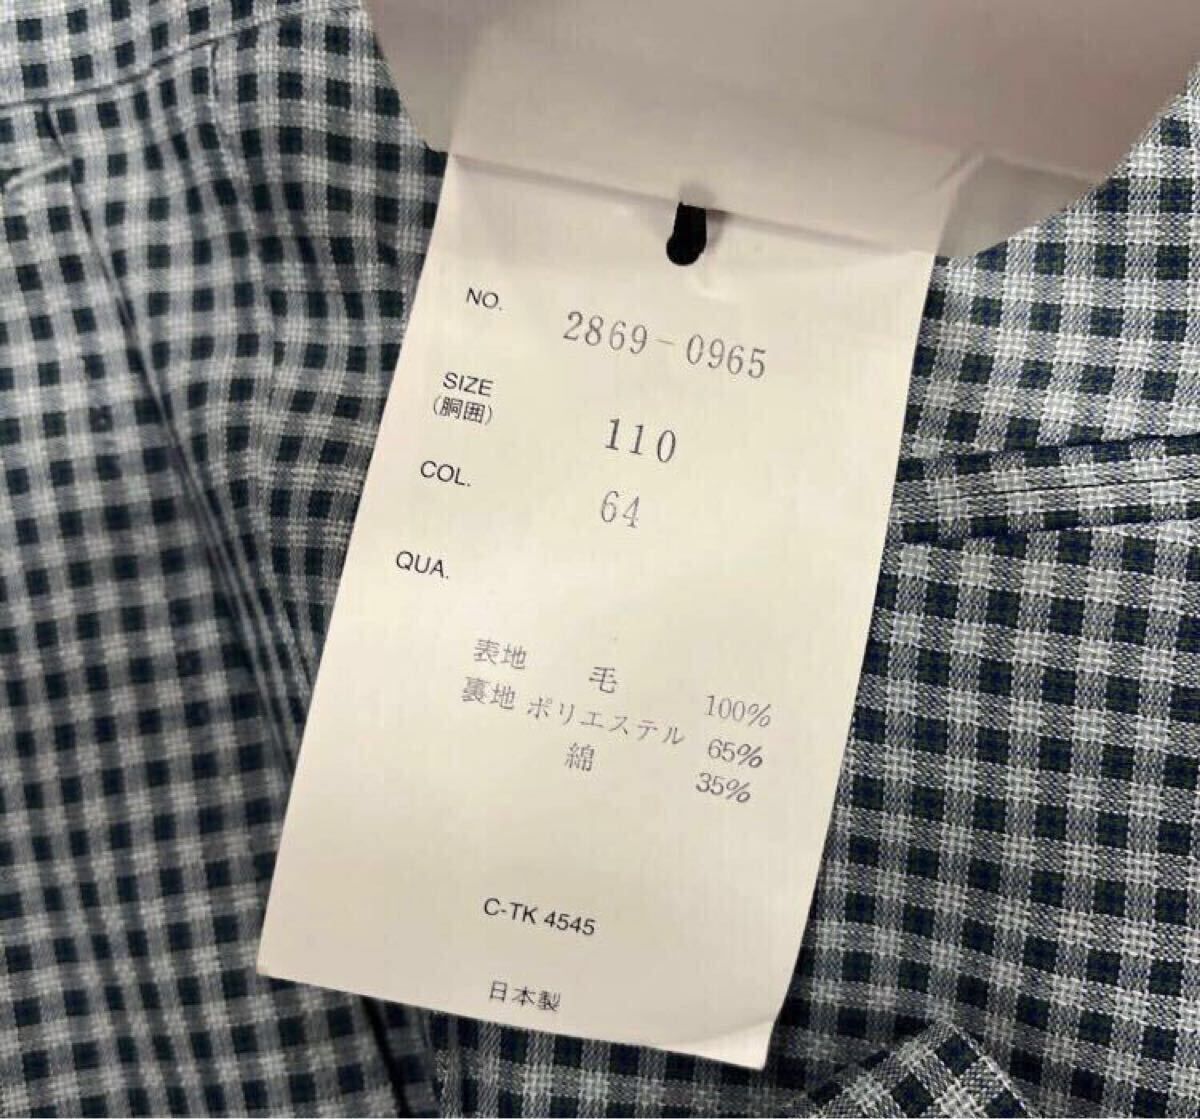 NO. 2869-0965
SIZE
(胴囲) 110
COL. 64
QUA.
表地 毛 100%
裏地 ポリエステル 65%
綿 35%
C-TK 4545
日本製